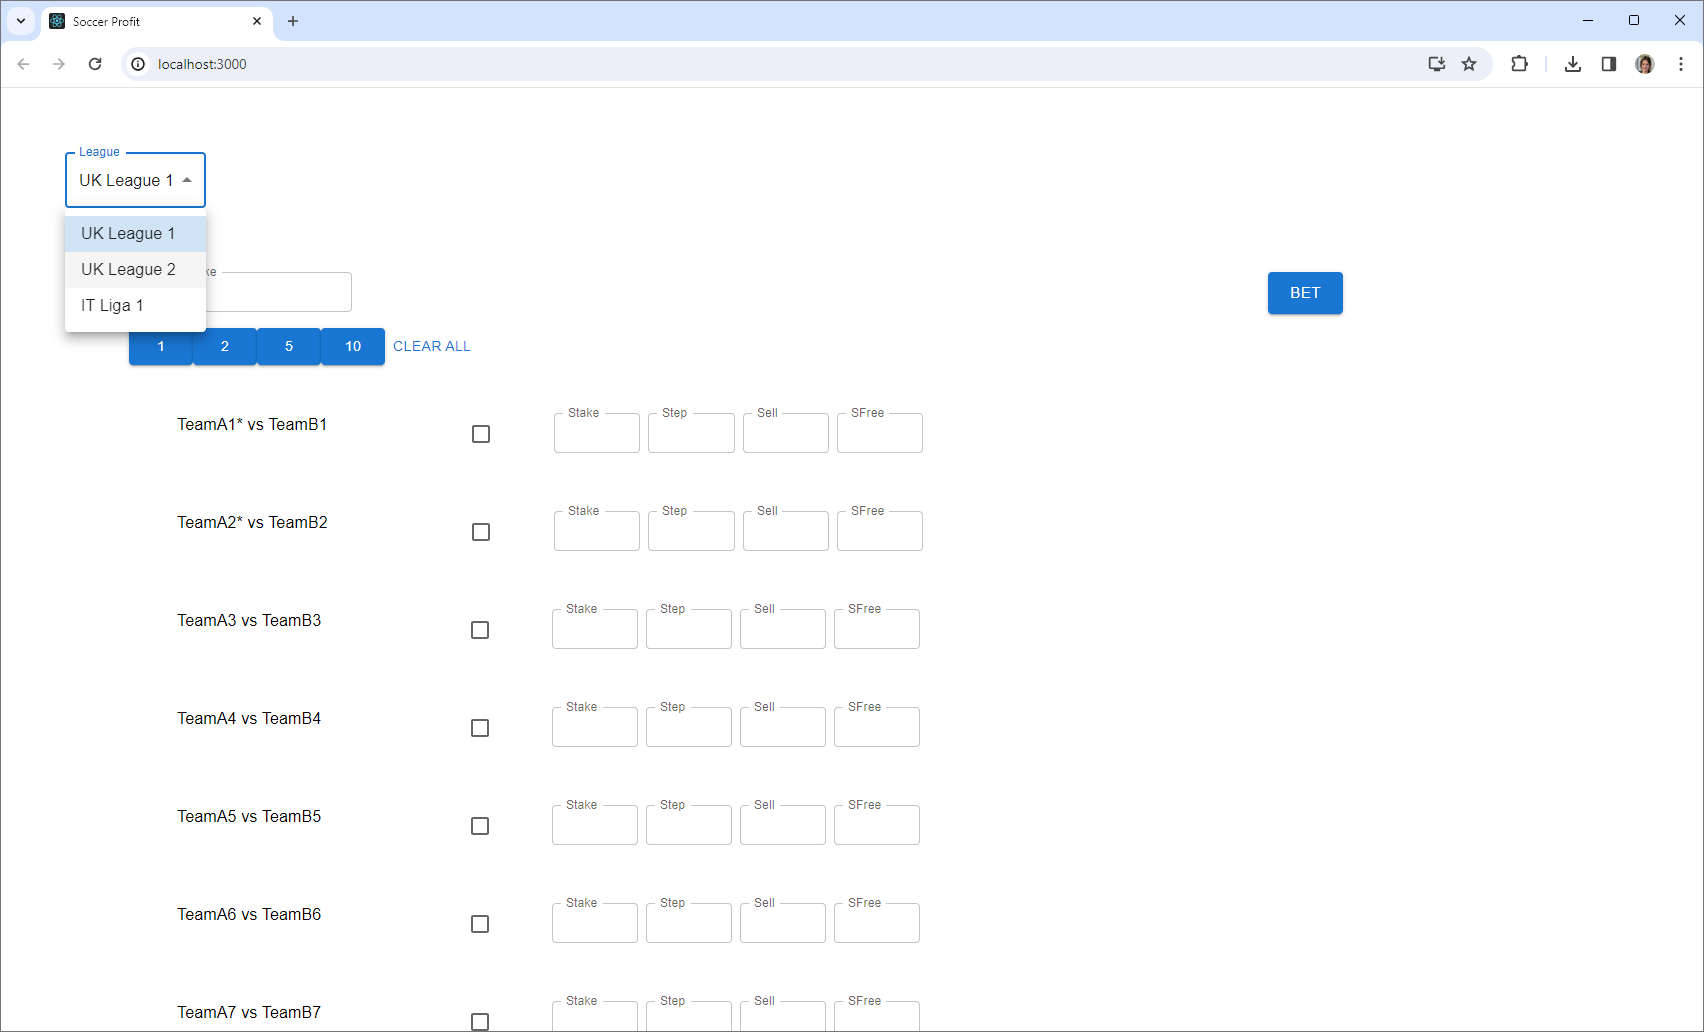 Soccer Profit
localhost:3000
League
UK League 1
UK League 1
UK League 2
IT Liga 1
BET
1 2 5 10 CLEAR ALL
TeamA1* vs TeamB1 Stake Step Sell SFree
TeamA2* vs TeamB2 Stake Step Sell SFree
TeamA3 vs TeamB3 Stake Step Sell SFree
TeamA4 vs TeamB4 Stake Step Sell SFree
TeamA5 vs TeamB5 Stake Step Sell SFree
TeamA6 vs TeamB6 Stake Step Sell SFree
TeamA7 vs TeamB7 Stake Step Sell SFree